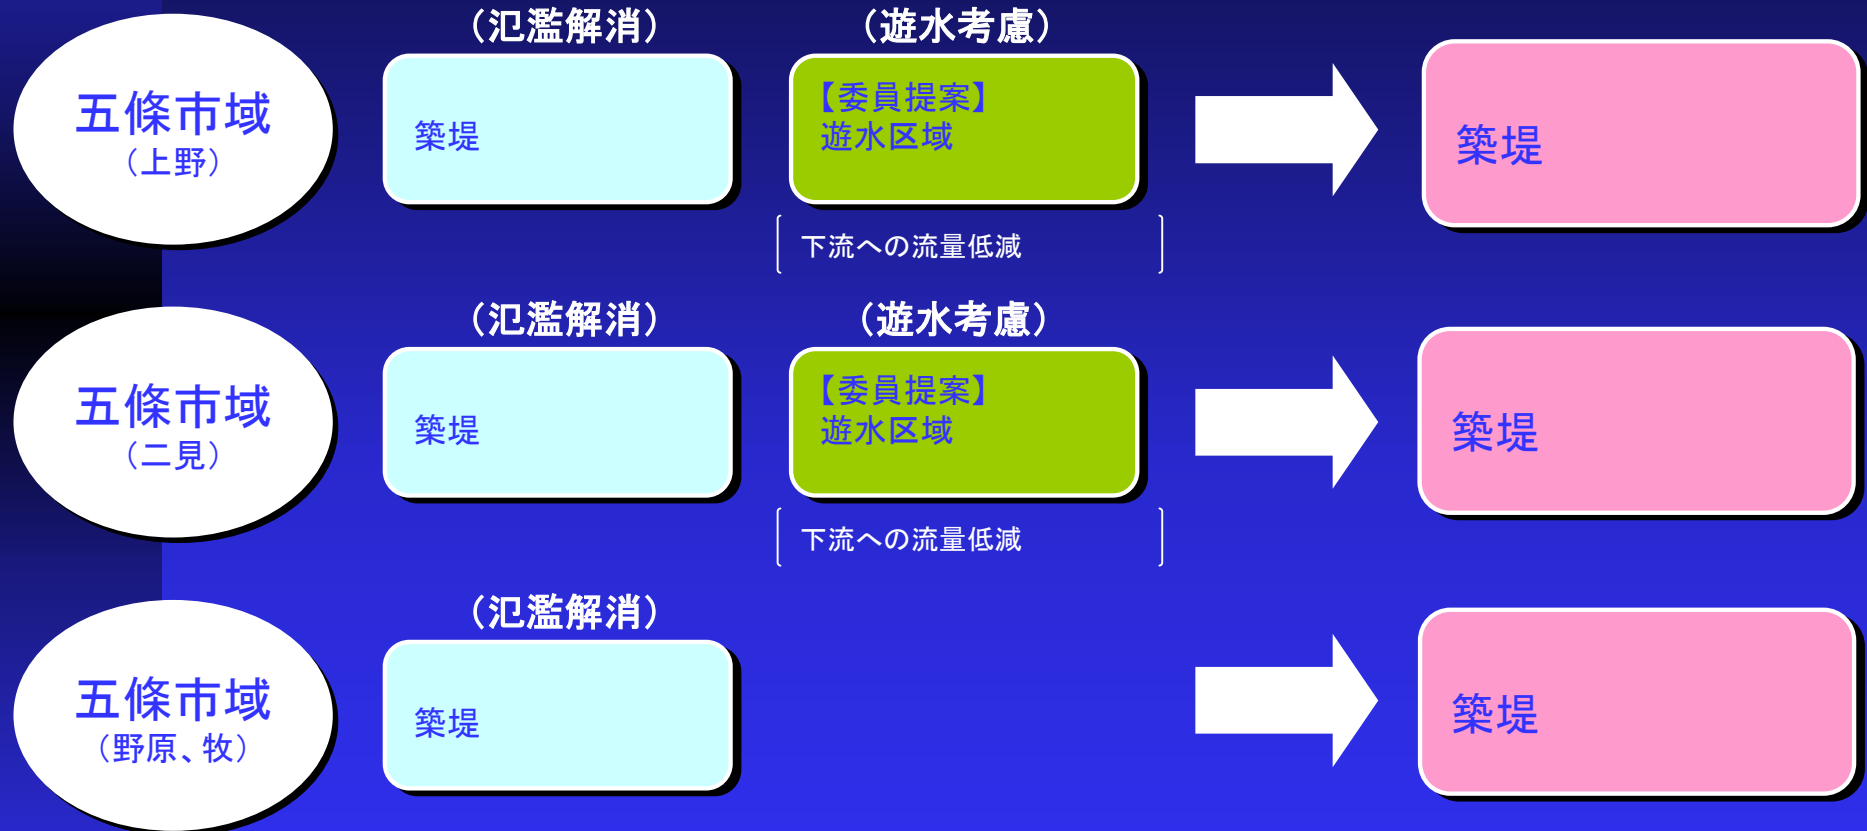 (氾濫解消)
(遊水考慮)
五條市域
(上野)
築堤
【委員提案】
遊水区域
築堤
下流への流量低減
(氾濫解消)
(遊水考慮)
五條市域
(二見)
築堤
【委員提案】
遊水区域
築堤
下流への流量低減
(氾濫解消)
五條市域
(野原、牧)
築堤
築堤